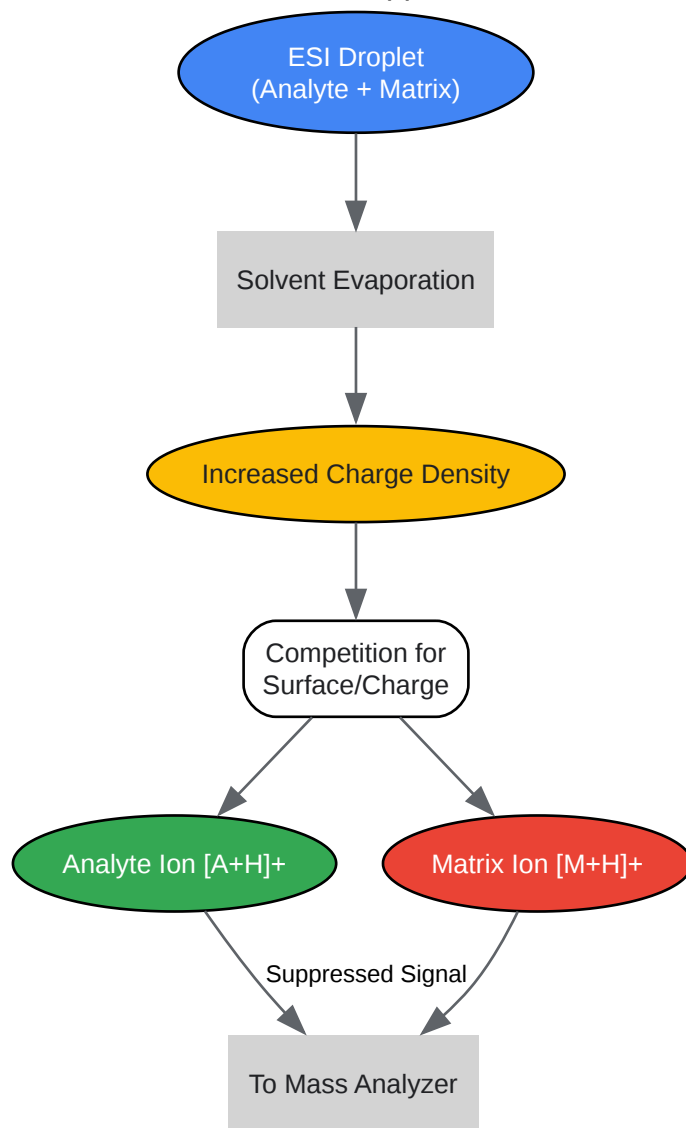 ESI Droplet
(Analyte + Matrix)
Solvent Evaporation
Increased Charge Density
Competition for
Surface/Charge
Analyte Ion [A+H]+
Matrix Ion [M+H]+
Suppressed Signal
To Mass Analyzer